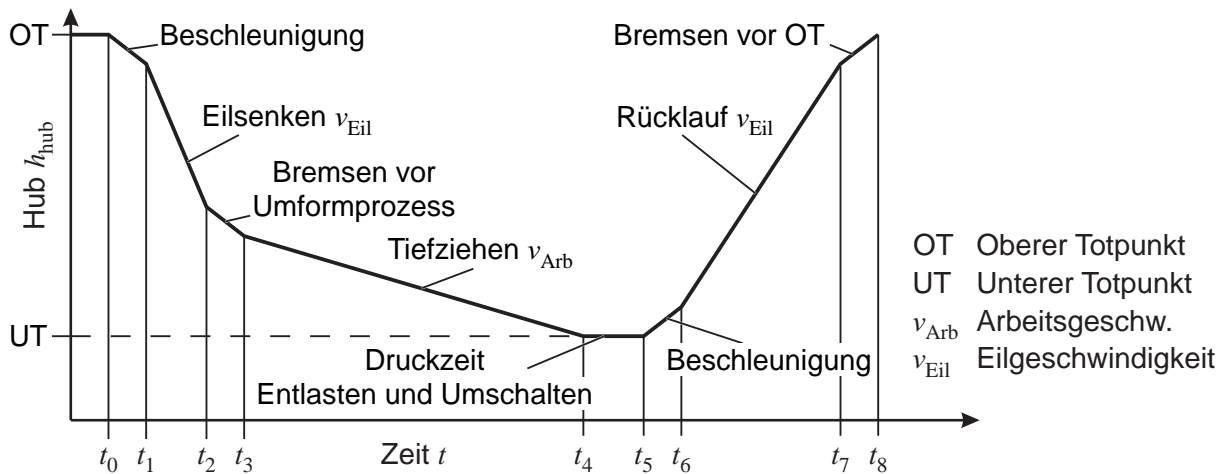 OT
Beschleunigung
Bremsen vor OT
Eilsenken v_Eil
Rücklauf v_Eil
Hub h_hub
Bremsen vor
Umformprozess
Tiefziehen v_Arb
OT Oberer Totpunkt
UT Unterer Totpunkt
v_Arb Arbeitsgeschw.
v_Eil Eilgeschwindigkeit
UT
Druckzeit
Entlasten und Umschalten
Beschleunigung
t_0 t_1 t_2 t_3 Zeit t t_4 t_5 t_6 t_7 t_8